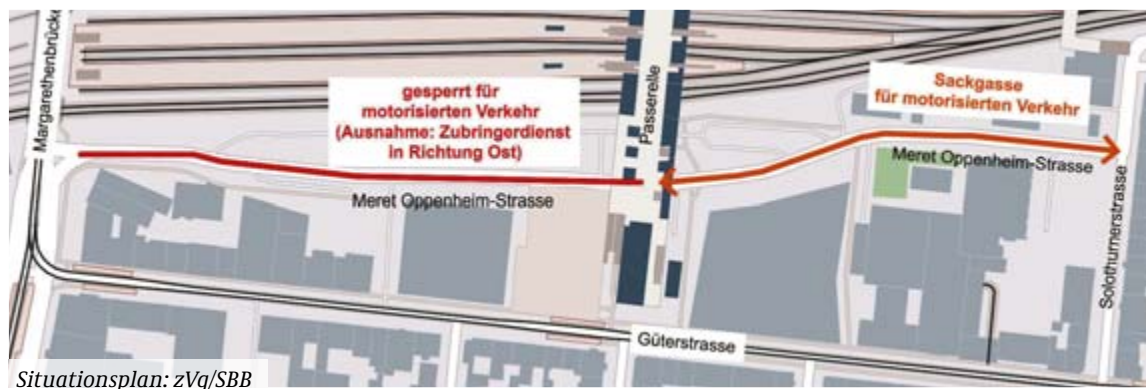 Margarethenbrücke
gesperrt für
motorisierten Verkehr
(Ausnahme: Zubringerdienst
in Richtung Ost)
Meret Oppenheim-Strasse
Passerelle
Sackgasse
für motorisierten Verkehr
Meret Oppenheim-Strasse
Solothurnerstrasse
Güterstrasse
Situationsplan: zVg/SBB